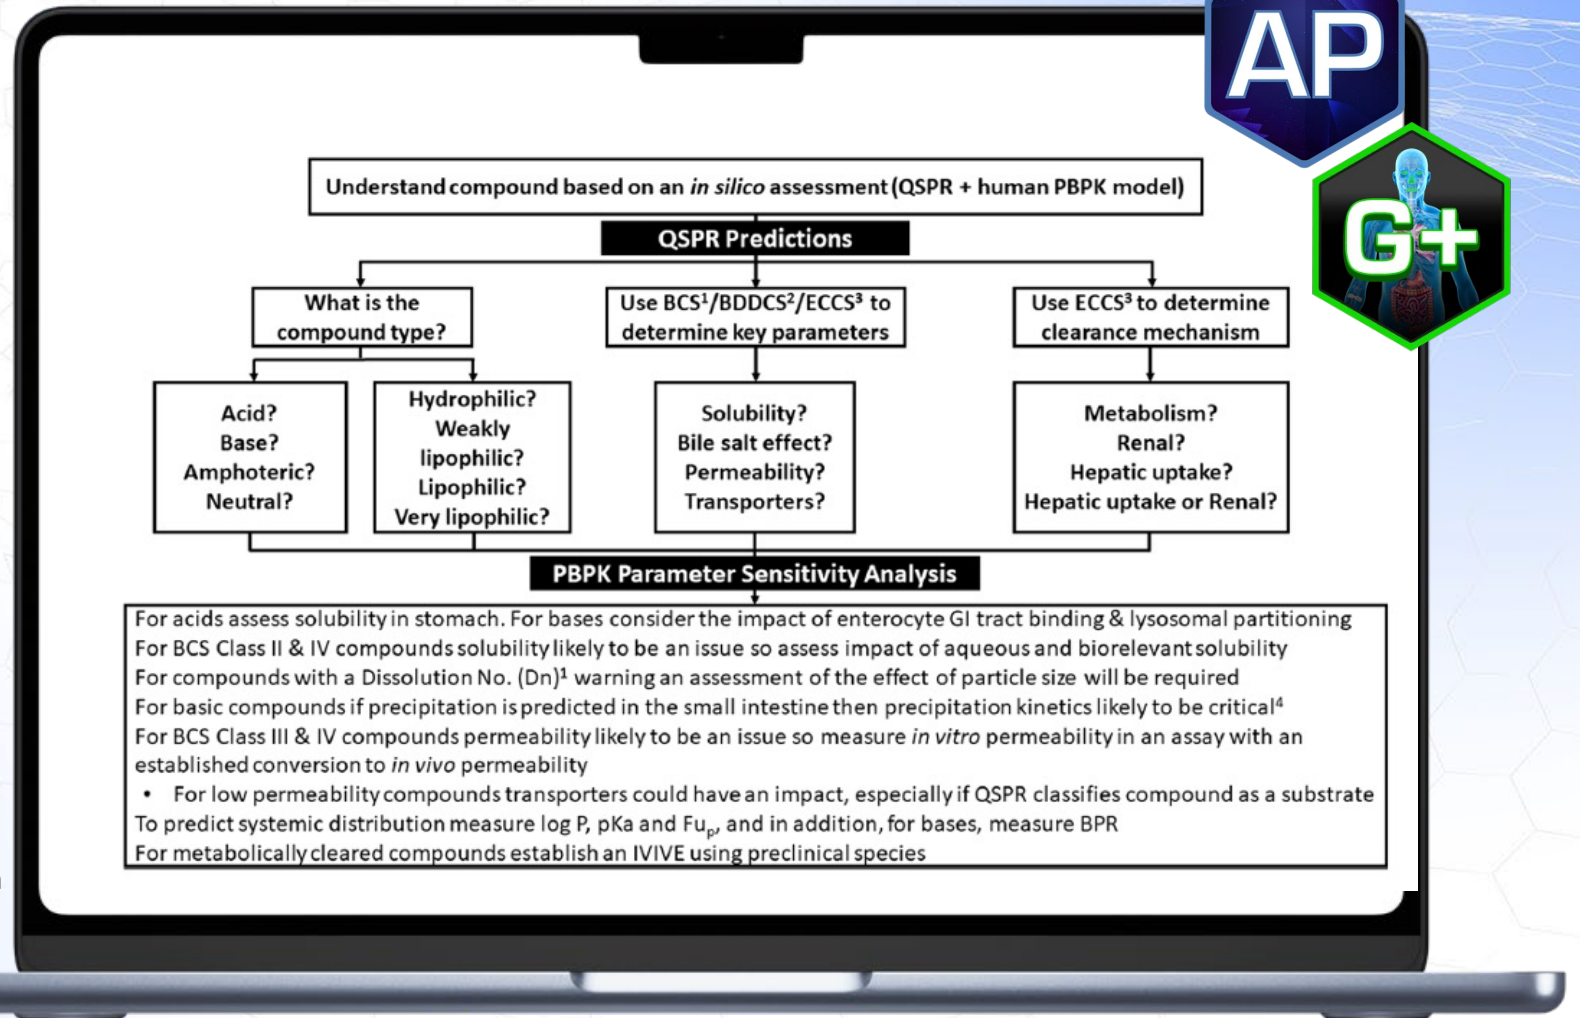 AP
G+
Understand compound based on an in silico assessment (QSPR + human PBPK model)
QSPR Predictions
What is the
compound type?
Use BCS¹/BDDCS²/ECCS³ to
determine key parameters
Use ECCS³ to determine
clearance mechanism
Acid?
Base?
Amphoteric?
Neutral?
Hydrophilic?
Weakly
lipophilic?
Lipophilic?
Very lipophilic?
Solubility?
Bile salt effect?
Permeability?
Transporters?
Metabolism?
Renal?
Hepatic uptake?
Hepatic uptake or Renal?
PBPK Parameter Sensitivity Analysis
For acids assess solubility in stomach. For bases consider the impact of enterocyte GI tract binding & lysosomal partitioning
For BCS Class II & IV compounds solubility likely to be an issue so assess impact of aqueous and biorelevant solubility
For compounds with a Dissolution No. (Dn)¹ warning an assessment of the effect of particle size will be required
For basic compounds if precipitation is predicted in the small intestine then precipitation kinetics likely to be critical⁴
For BCS Class III & IV compounds permeability likely to be an issue so measure in vitro permeability in an assay with an
established conversion to in vivo permeability
• For low permeability compounds transporters could have an impact, especially if QSPR classifies compound as a substrate
To predict systemic distribution measure log P, pKa and Fuₚ, and in addition, for bases, measure BPR
For metabolically cleared compounds establish an IVIVE using preclinical species